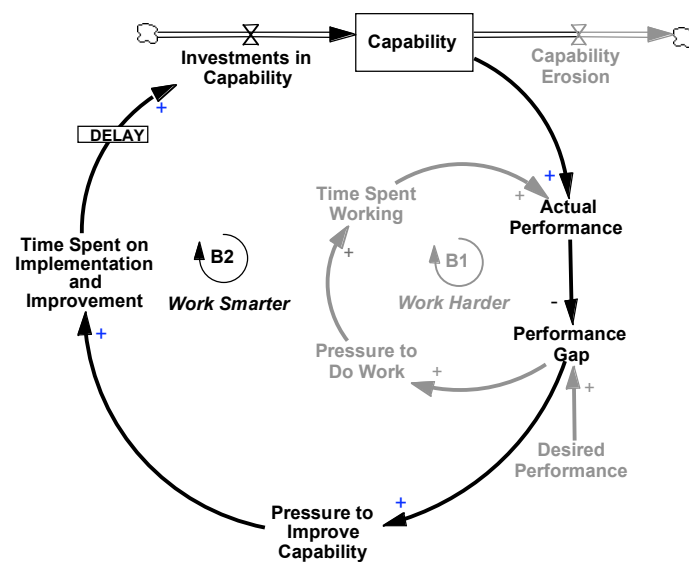 Investments in
Capability
Capability
Capability
Erosion
+
DELAY
Time Spent
Working
+
+
Actual
Performance
Time Spent on
Implementation
and
Improvement
B2
Work Smarter
+
B1
Work Harder
-
Performance
Gap
+
Pressure to
Do Work
+
+
Desired
Performance
+
Pressure to
Improve
Capability